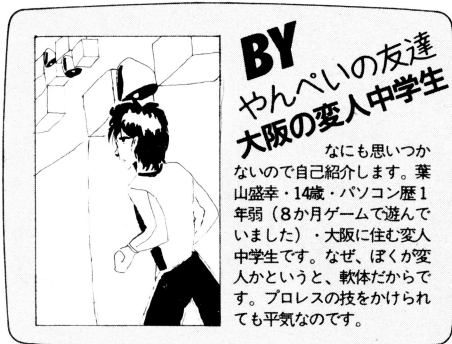 BY
やんぺいの友達
大阪の変人中学生
なにも思いつか
ないので自己紹介します。葉
山盛幸・14歳・パソコン歴1
年弱(8か月ゲームで遊んで
いました)・大阪に住む変人
中学生です。なぜ、ぼくが変
人かというと、軟体だからで
す。プロレスの技をかけられ
ても平気なのです。